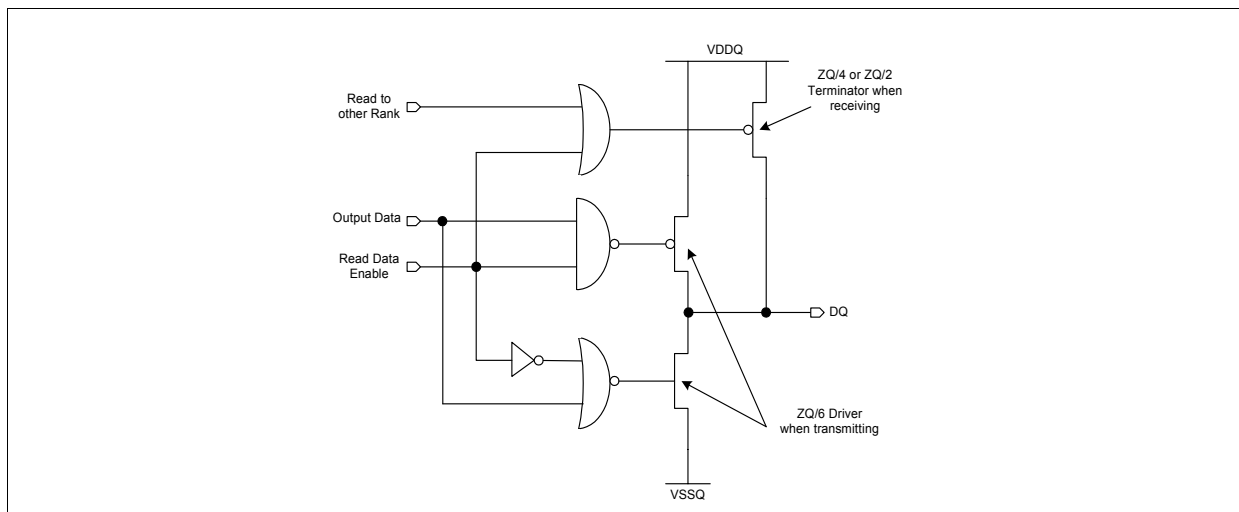 VDDQ
ZQ/4 or ZQ/2
Terminator when
receiving
Read to
other Rank
Output Data
Read Data
Enable
DQ
ZQ/6 Driver
when transmitting
VSSQ